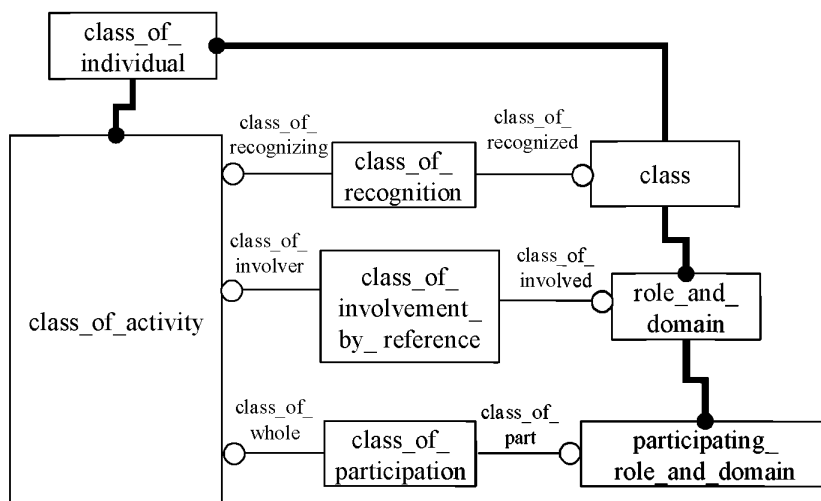 class_of_
individual
class_of_
recognizing
class_of_
recognition
class_of_
recognized
class
class_of_
involver
class_of_
involvement_
by_ reference
class_of_
involved
role_and_
domain
class_of_activity
class_of_
whole
class_of_
participation
class_of_
part
participating_
role_and_domain